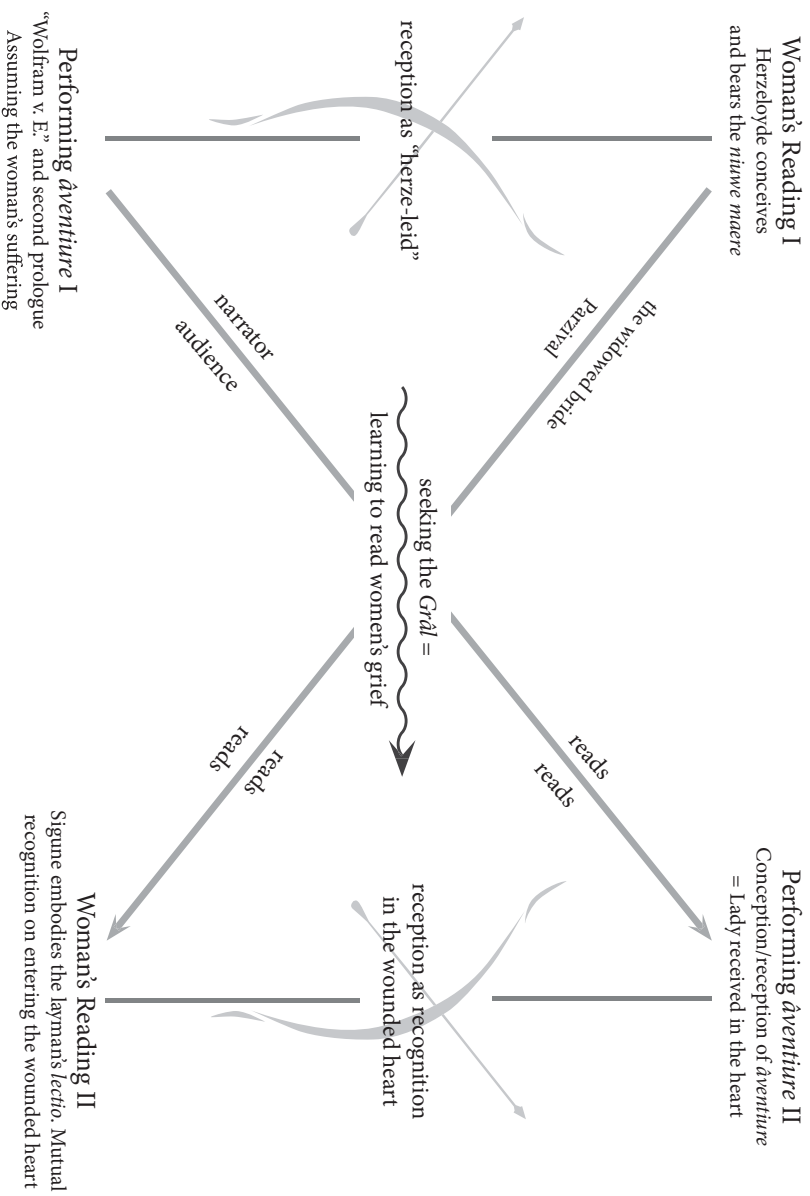 Woman's Reading I
Herzeloyde conceives
and bears the niuwe maere
Performing âventiure II
Conception/reception of âventiure
= Lady received in the heart
the widowed bride
Parzival
reads
reads
reception as "herze-leid"
seeking the Grâl =
learning to read women's grief
reception as recognition
in the wounded heart
narrator
audience
reads
reads
Performing âventiure I
"Wolfram v. E." and second prologue
Assuming the woman's suffering
Woman's Reading II
Sigune embodies the layman's lectio. Mutual
recognition on entering the wounded heart